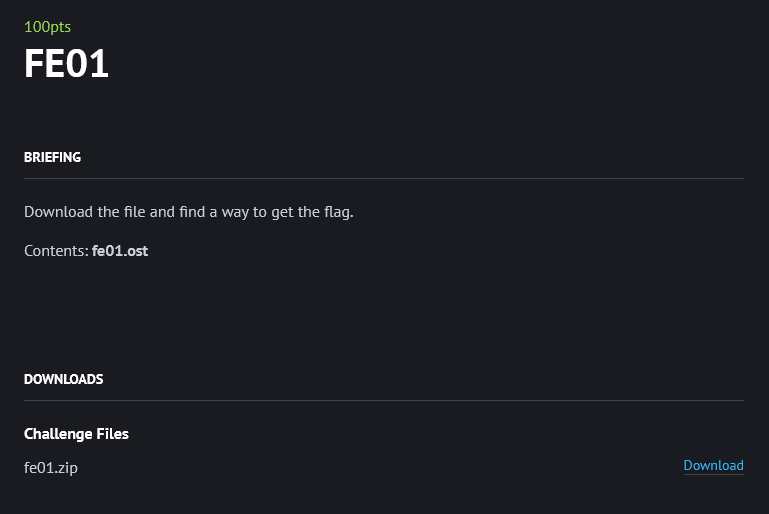 100pts
FE01
BRIEFING
Download the file and find a way to get the flag.
Contents: fe01.ost
DOWNLOADS
Challenge Files
fe01.zip
Download